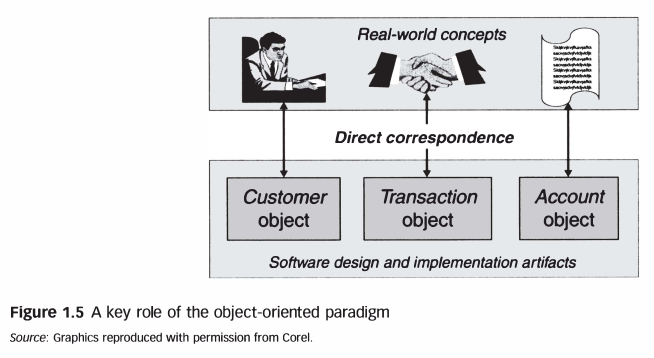 Real-world concepts
Direct correspondence
Customer
object
Transaction
object
Account
object
Software design and implementation artifacts
Figure 1.5 A key role of the object-oriented paradigm
Source: Graphics reproduced with permission from Corel.